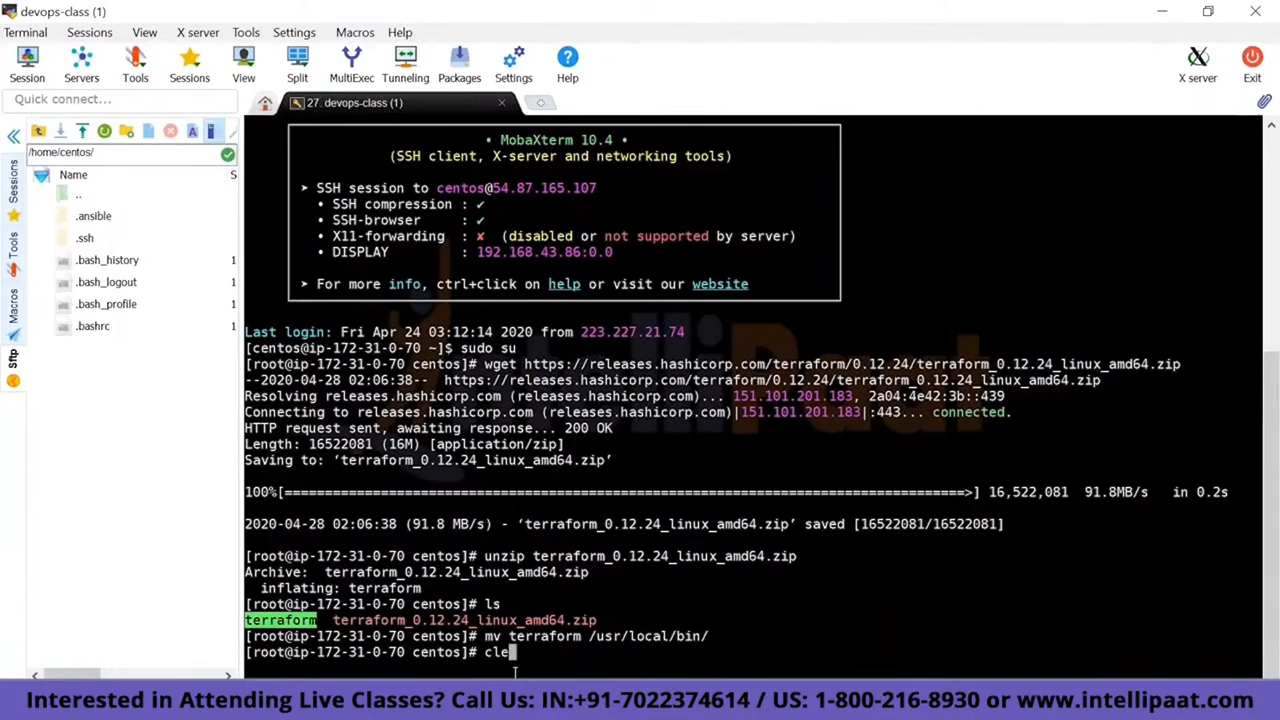 devops-class (1)
Terminal Sessions View X server Tools Settings Macros Help
Session Servers Tools Sessions View Split MultiExec Tunneling Packages Settings Help X server Exit
Quick connect...
27. devops-class (1)
/home/centos/
Name S
..
.ansible
.ssh
.bash_history 1
.bash_logout 1
.bash_profile 1
.bashrc 1
Sessions
Tools
Macros
Sftp
• MobaXterm 10.4 •
(SSH client, X-server and networking tools)
➤ SSH session to centos@54.87.165.107
• SSH compression : ✔
• SSH-browser : ✔
• X11-forwarding : ✘ (disabled or not supported by server)
• DISPLAY : 192.168.43.86:0.0
➤ For more info, ctrl+click on help or visit our website
Last login: Fri Apr 24 03:12:14 2020 from 223.227.21.74
[centos@ip-172-31-0-70 ~]$ sudo su
[root@ip-172-31-0-70 centos]# wget https://releases.hashicorp.com/terraform/0.12.24/terraform_0.12.24_linux_amd64.zip
--2020-04-28 02:06:38-- https://releases.hashicorp.com/terraform/0.12.24/terraform_0.12.24_linux_amd64.zip
Resolving releases.hashicorp.com (releases.hashicorp.com)... 151.101.201.183, 2a04:4e42:3b::439
Connecting to releases.hashicorp.com (releases.hashicorp.com)|151.101.201.183|:443... connected.
HTTP request sent, awaiting response... 200 OK
Length: 16522081 (16M) [application/zip]
Saving to: ‘terraform_0.12.24_linux_amd64.zip’
100%[======================================================================================>] 16,522,081 91.8MB/s in 0.2s
2020-04-28 02:06:38 (91.8 MB/s) - ‘terraform_0.12.24_linux_amd64.zip’ saved [16522081/16522081]
[root@ip-172-31-0-70 centos]# unzip terraform_0.12.24_linux_amd64.zip
Archive: terraform_0.12.24_linux_amd64.zip
inflating: terraform
[root@ip-172-31-0-70 centos]# ls
terraform terraform_0.12.24_linux_amd64.zip
[root@ip-172-31-0-70 centos]# mv terraform /usr/local/bin/
[root@ip-172-31-0-70 centos]# cle
Interested in Attending Live Classes? Call Us: IN:+91-7022374614 / US: 1-800-216-8930 or www.intellipaat.com